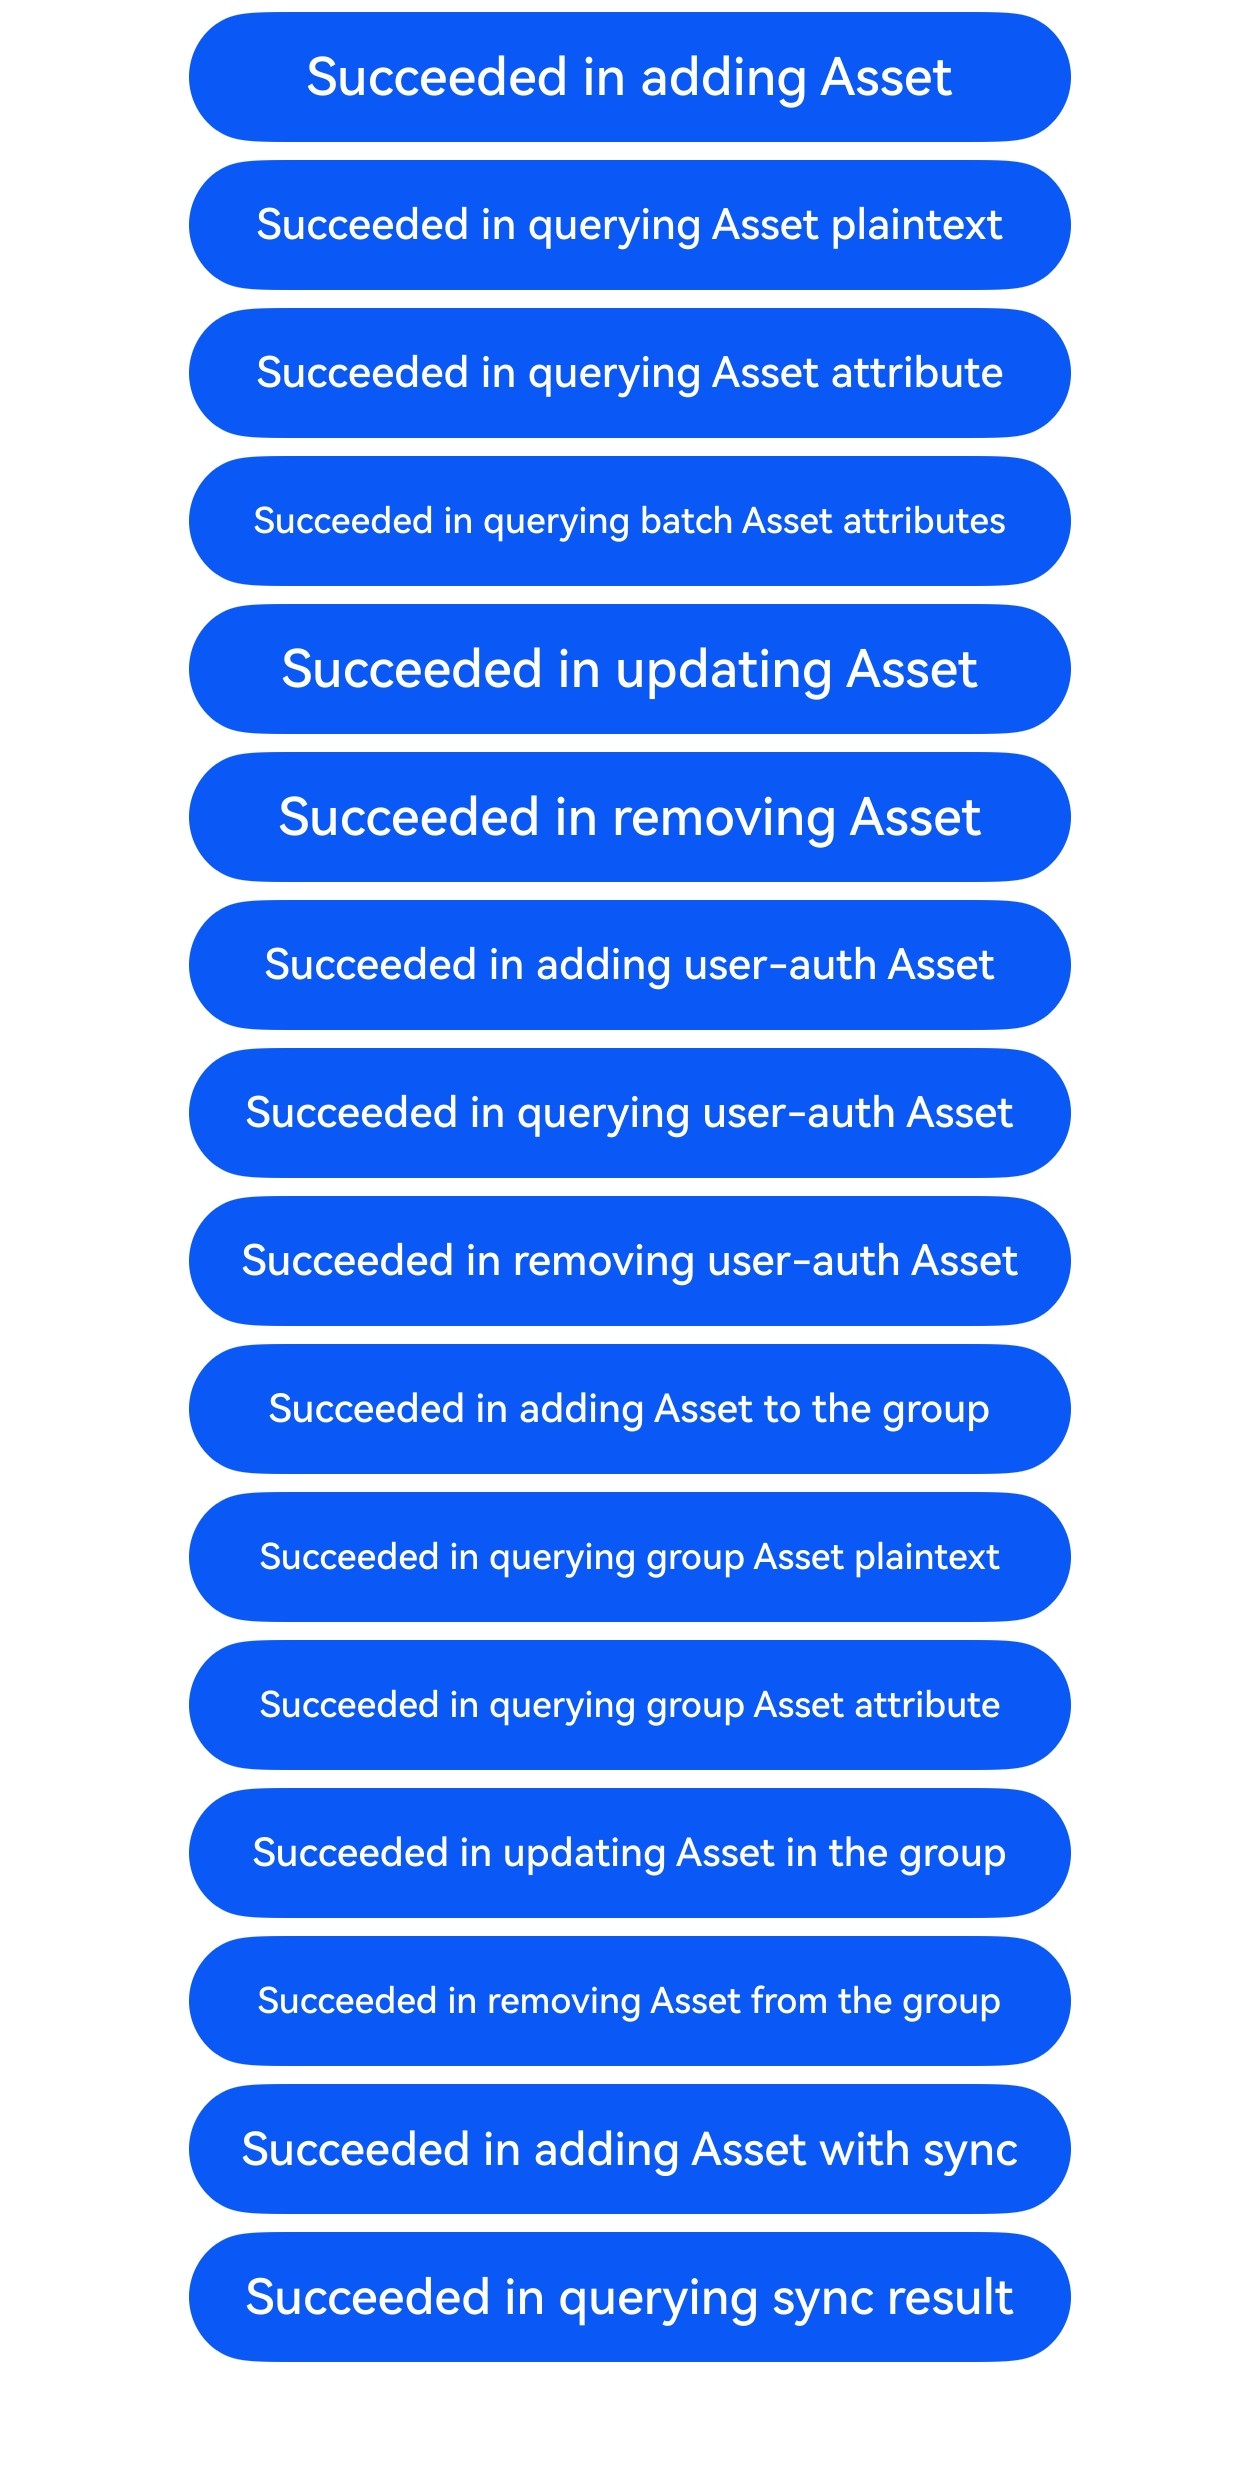 Succeeded in adding Asset
Succeeded in querying Asset plaintext
Succeeded in querying Asset attribute
Succeeded in querying batch Asset attributes
Succeeded in updating Asset
Succeeded in removing Asset
Succeeded in adding user-auth Asset
Succeeded in querying user-auth Asset
Succeeded in removing user-auth Asset
Succeeded in adding Asset to the group
Succeeded in querying group Asset plaintext
Succeeded in querying group Asset attribute
Succeeded in updating Asset in the group
Succeeded in removing Asset from the group
Succeeded in adding Asset with sync
Succeeded in querying sync result